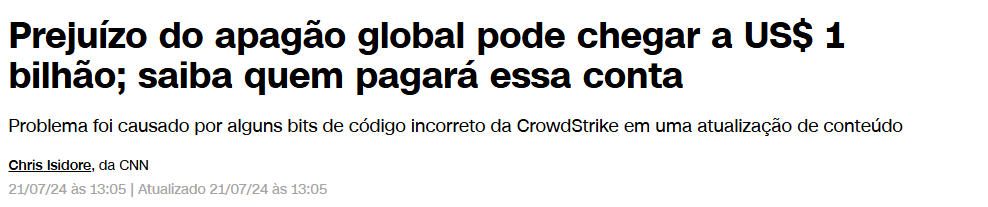 Prejuízo do apagão global pode chegar a US$ 1
bilhão; saiba quem pagará essa conta
Problema foi causado por alguns bits de código incorreto da CrowdStrike em uma atualização de conteúdo
Chris Isidore, da CNN
21/07/24 às 13:05 | Atualizado 21/07/24 às 13:05